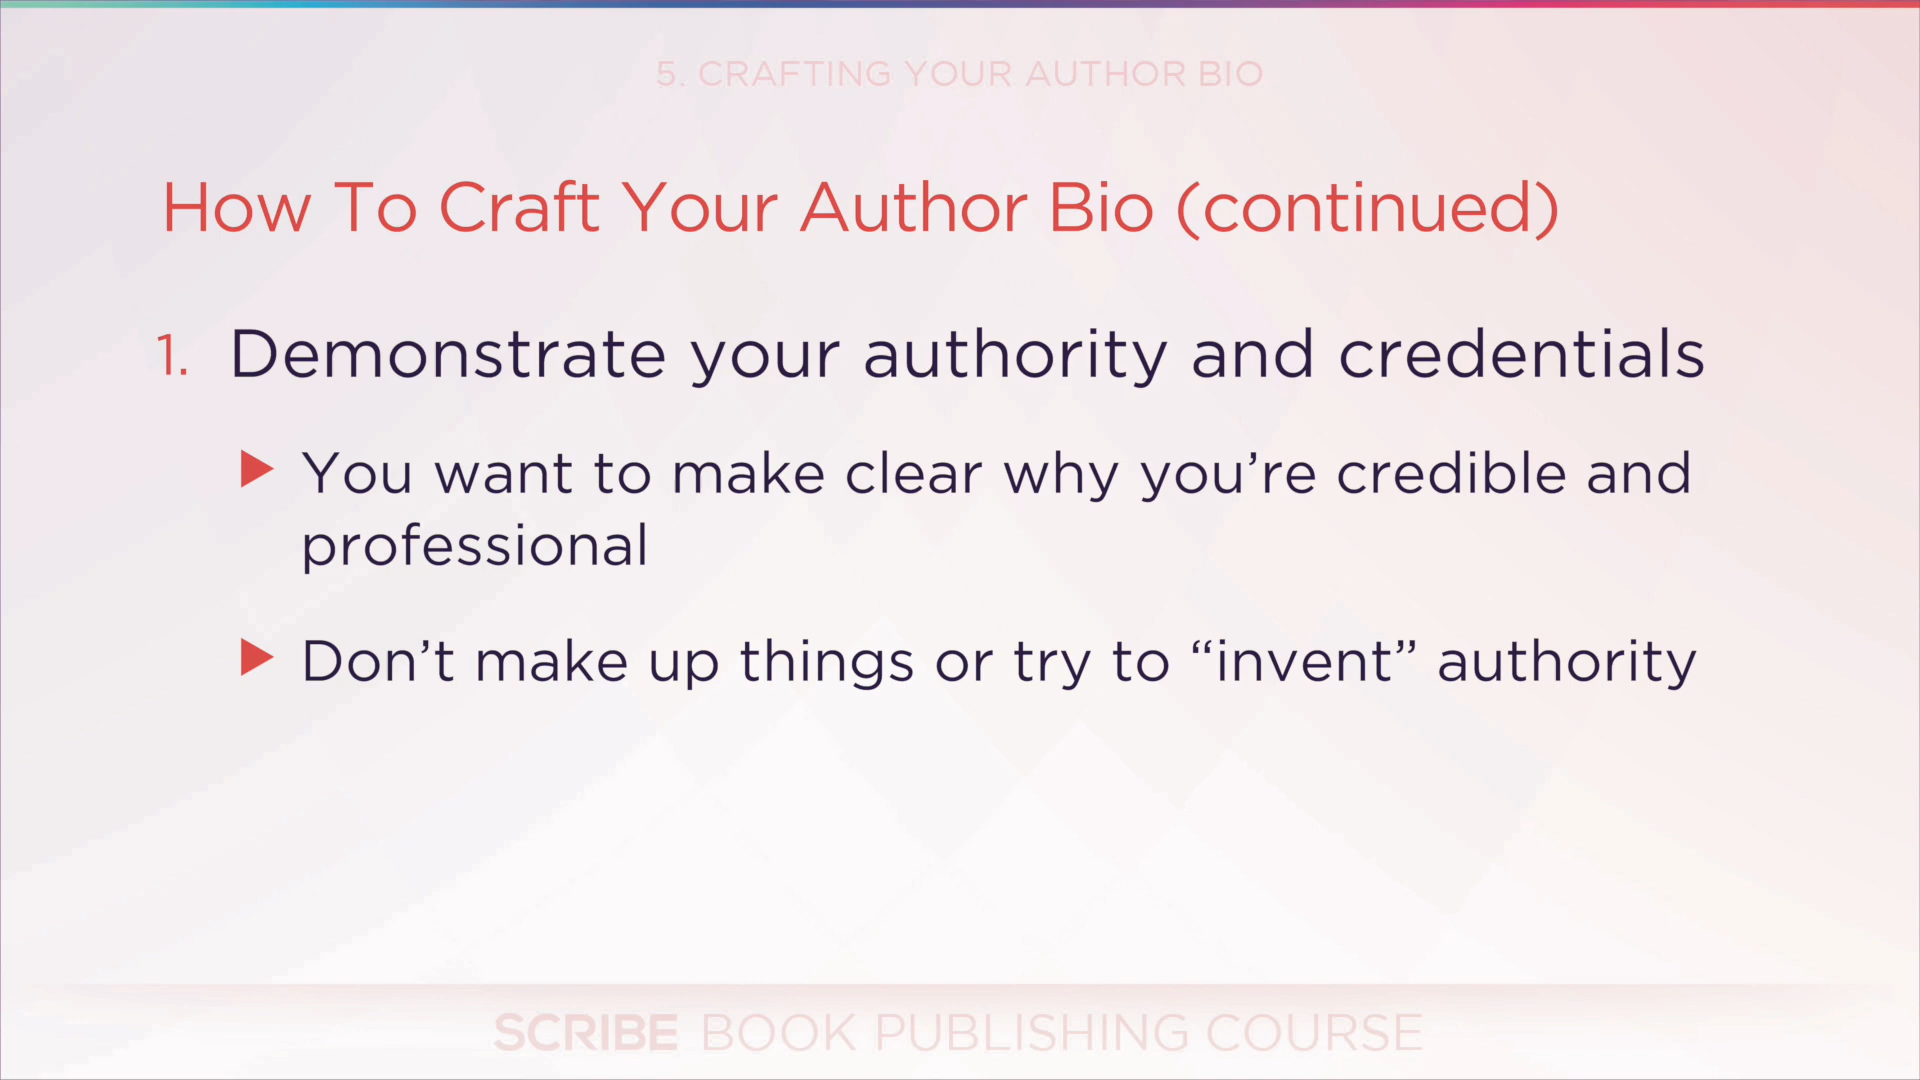 5. CRAFTING YOUR AUTHOR BIO
How To Craft Your Author Bio (continued)
1. Demonstrate your authority and credentials
▶ You want to make clear why you’re credible and
professional
▶ Don’t make up things or try to “invent” authority
SCRIBE BOOK PUBLISHING COURSE